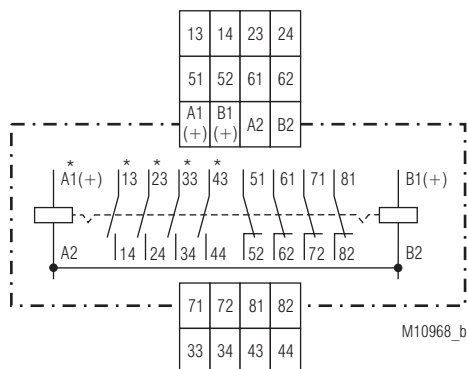 13 14 23 24
51 52 61 62
A1 (+) B1 (+) A2 B2
* * * * *
A1(+) 13 23 33 43 51 61 71 81 B1(+)
A2 14 24 34 44 52 62 72 82 B2
71 72 81 82
33 34 43 44
M10968_b